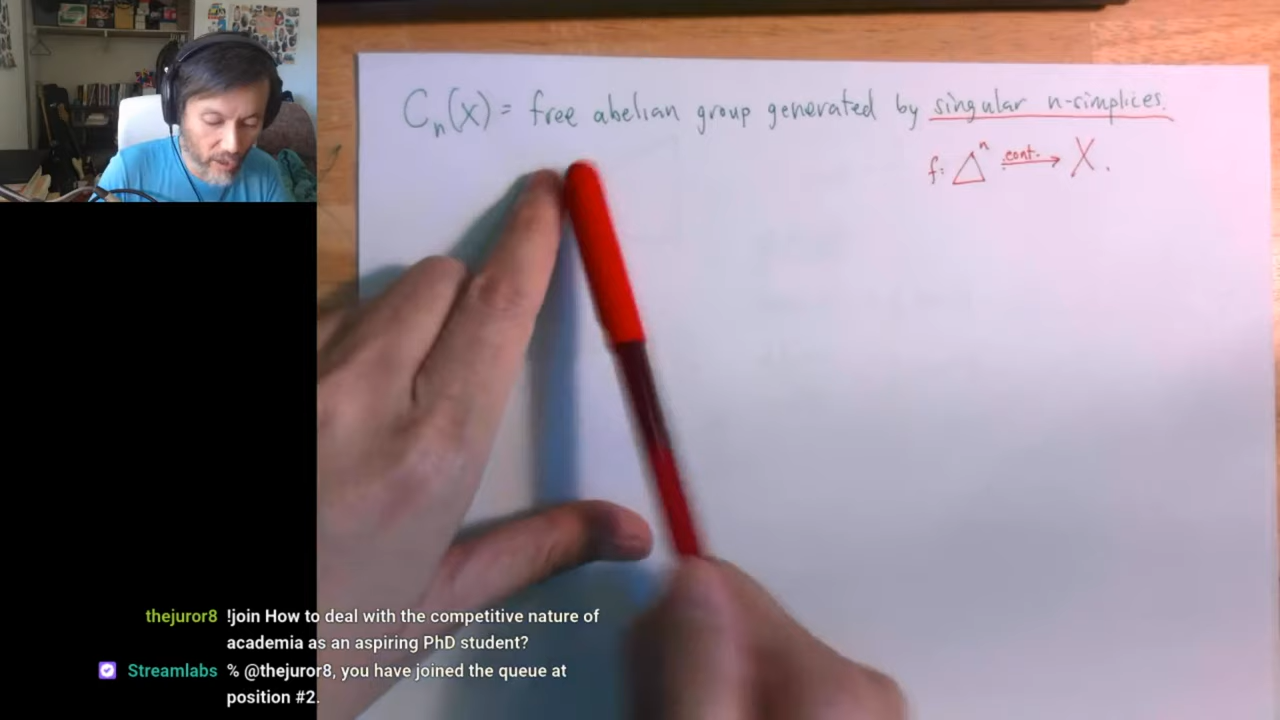 Cₙ(X) = free abelian group generated by singular n-simplices.
f: Δⁿ cont. → X.
thejuror8 !join How to deal with the competitive nature of
academia as an aspiring PhD student?
Streamlabs % @thejuror8, you have joined the queue at
position #2.